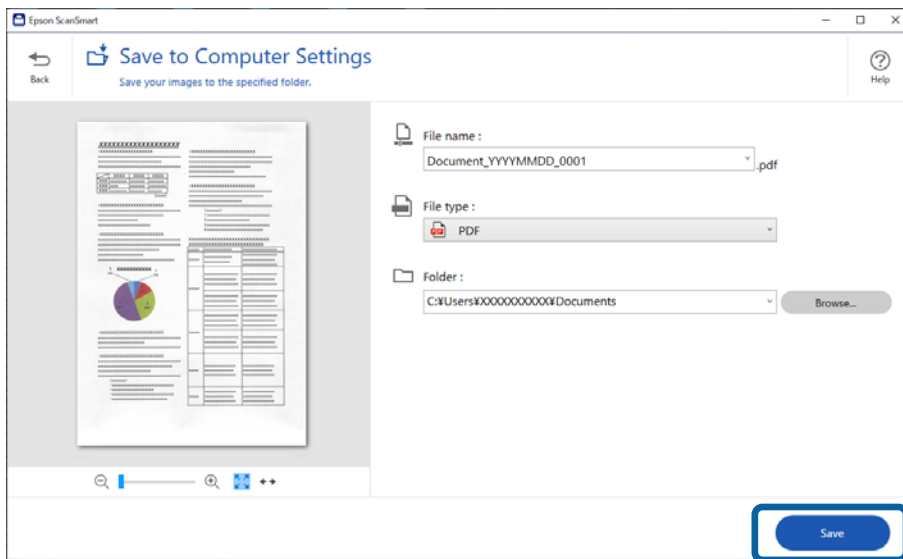 Epson ScanSmart
Back
Save to Computer Settings
Save your images to the specified folder.
Help
File name :
Document_YYYYMMDD_0001
.pdf
File type :
PDF
Folder :
C:¥Users¥XXXXXXXXXXX¥Documents
Browse...
Save